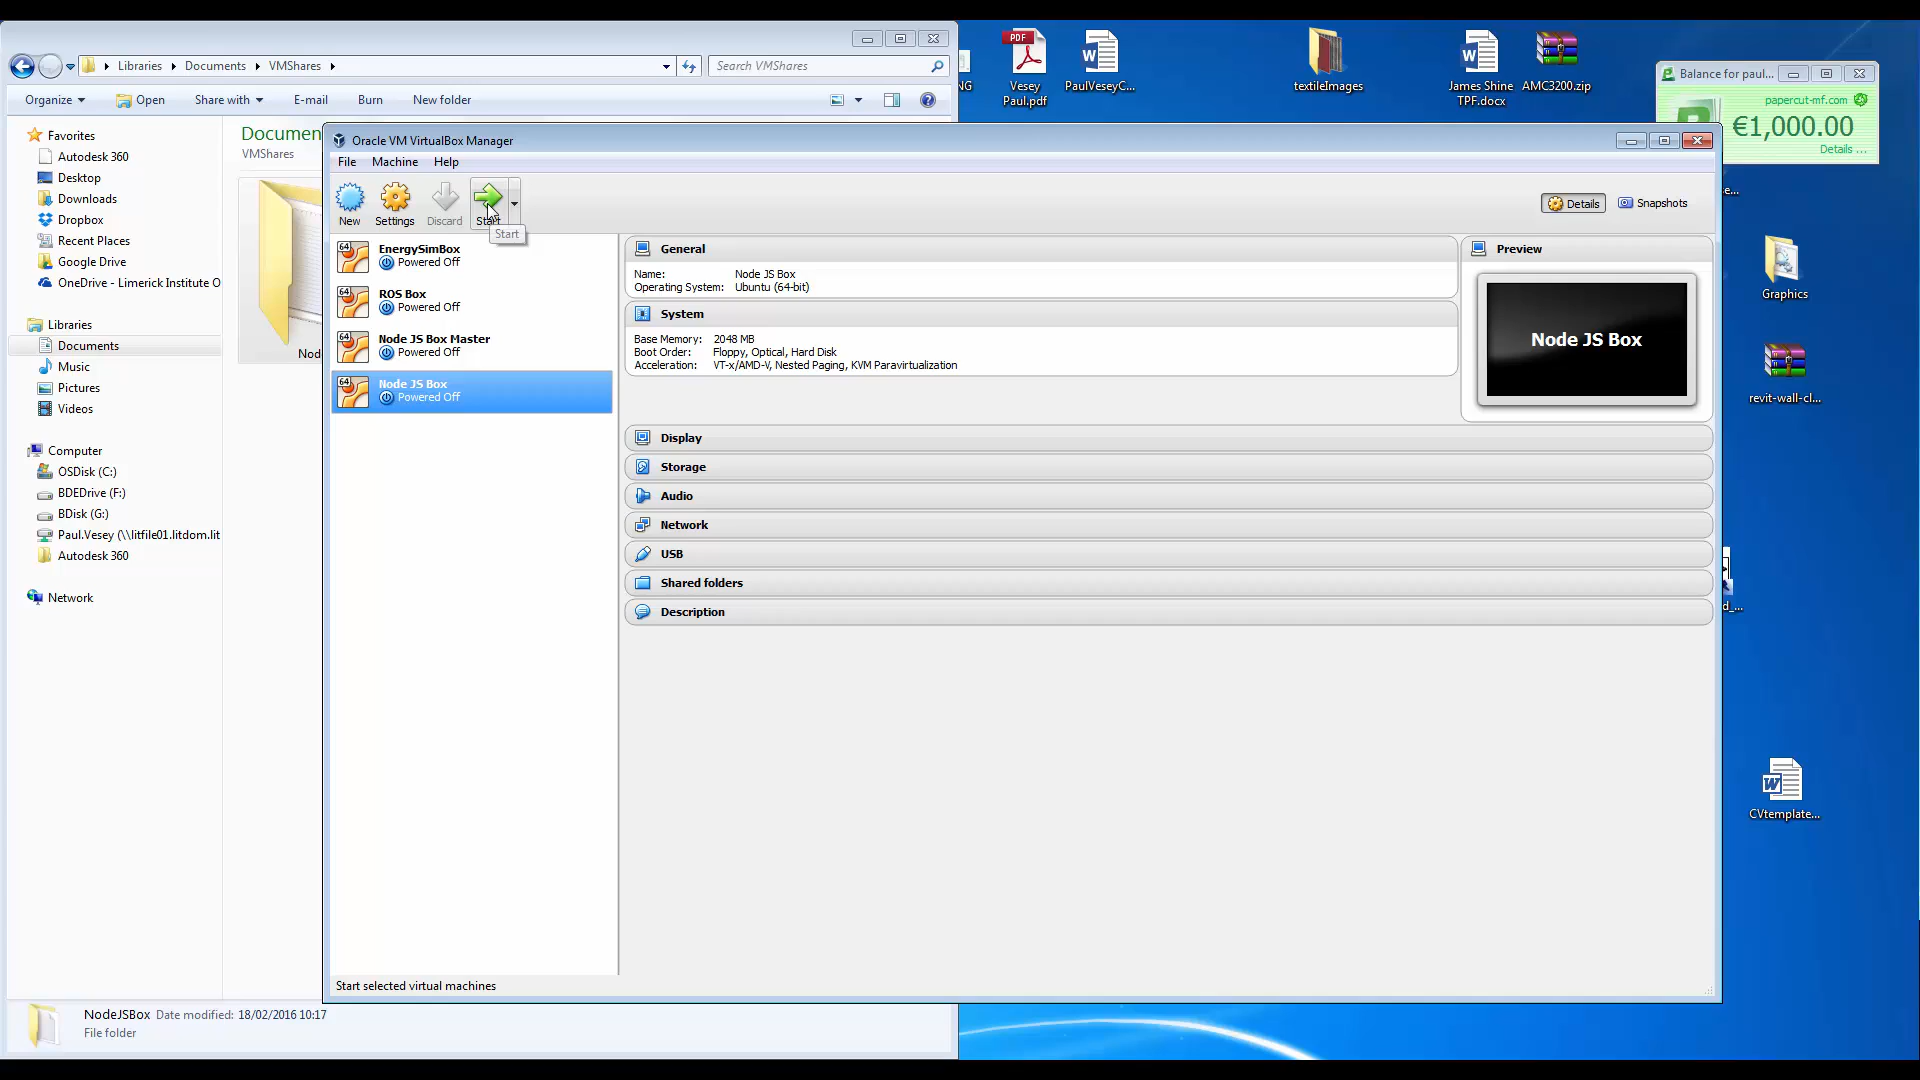 Libraries
Documents
VMShares
Search VMShares
Organize
Open
Share with
E-mail
Burn
New folder
Favorites
Autodesk 360
Desktop
Downloads
Dropbox
Recent Places
Google Drive
OneDrive - Limerick Institute O
Libraries
Documents
Music
Pictures
Videos
Computer
OSDisk (C:)
BDEDrive (F:)
BDisk (G:)
Paul.Vesey (\\litfile01.litdom.lit
Autodesk 360
Network
Documen
VMShares
Nod
NodeJSBox Date modified: 18/02/2016 10:17
File folder
Oracle VM VirtualBox Manager
File Machine Help
New
Settings
Discard
Start
Start
Details
Snapshots
64
EnergySimBox
Powered Off
64
ROS Box
Powered Off
64
Node JS Box Master
Powered Off
64
Node JS Box
Powered Off
General
Name: Node JS Box
Operating System: Ubuntu (64-bit)
System
Base Memory: 2048 MB
Boot Order: Floppy, Optical, Hard Disk
Acceleration: VT-x/AMD-V, Nested Paging, KVM Paravirtualization
Preview
Node JS Box
Display
Storage
Audio
Network
USB
Shared folders
Description
Start selected virtual machines
NG
PDF
Vesey
Paul.pdf
PaulVeseyC...
textileImages
James Shine
TPF.docx
AMC3200.zip
Balance for paul...
papercut-mf.com
€1,000.00
Details ...
e...
Graphics
revit-wall-cl...
d_...
CVtemplate...